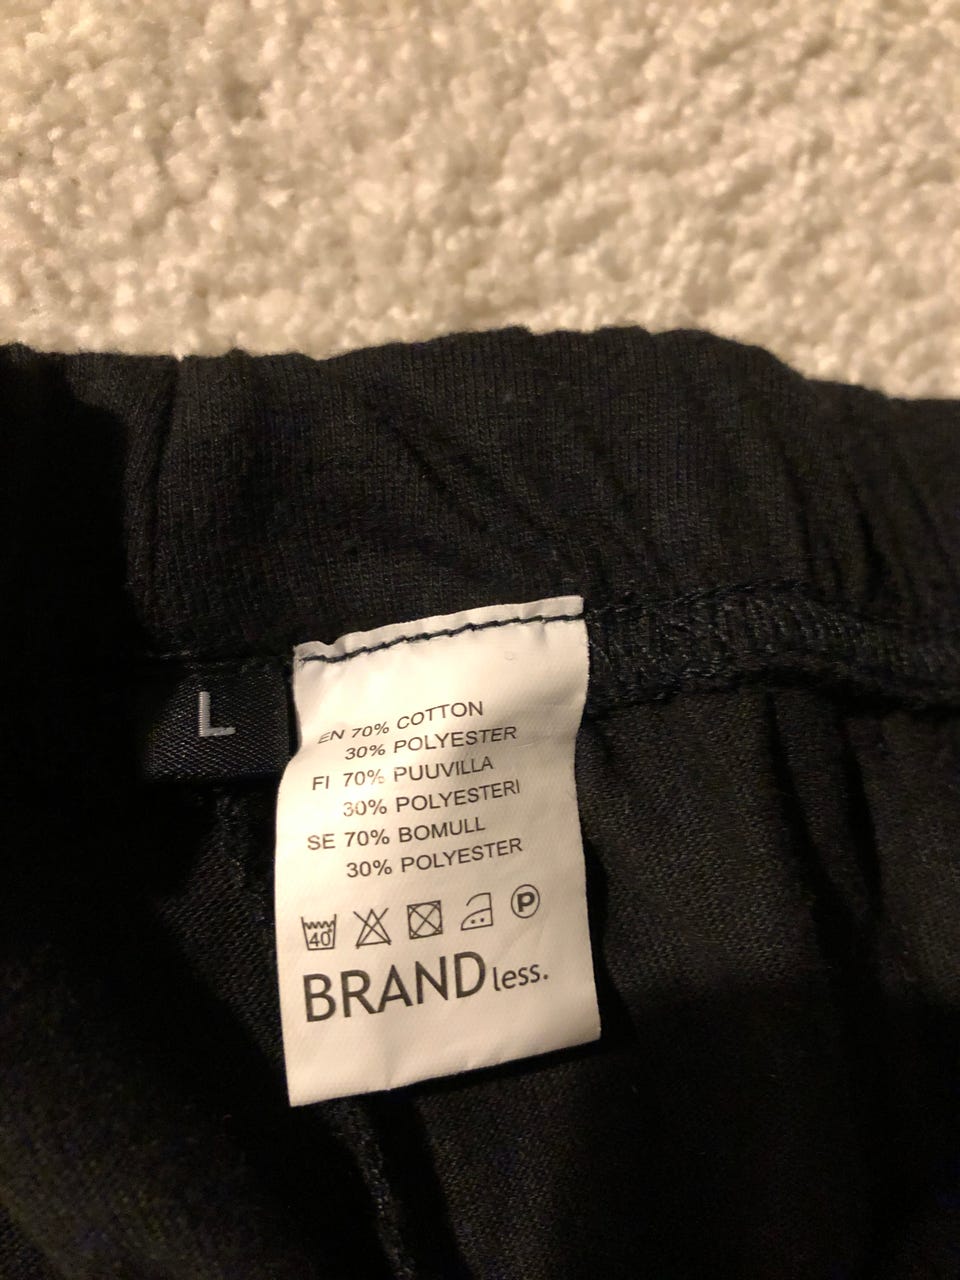 L
EN 70% COTTON
30% POLYESTER
FI 70% PUUVILLA
30% POLYESTERI
SE 70% BOMULL
30% POLYESTER
40 P
BRANDless.